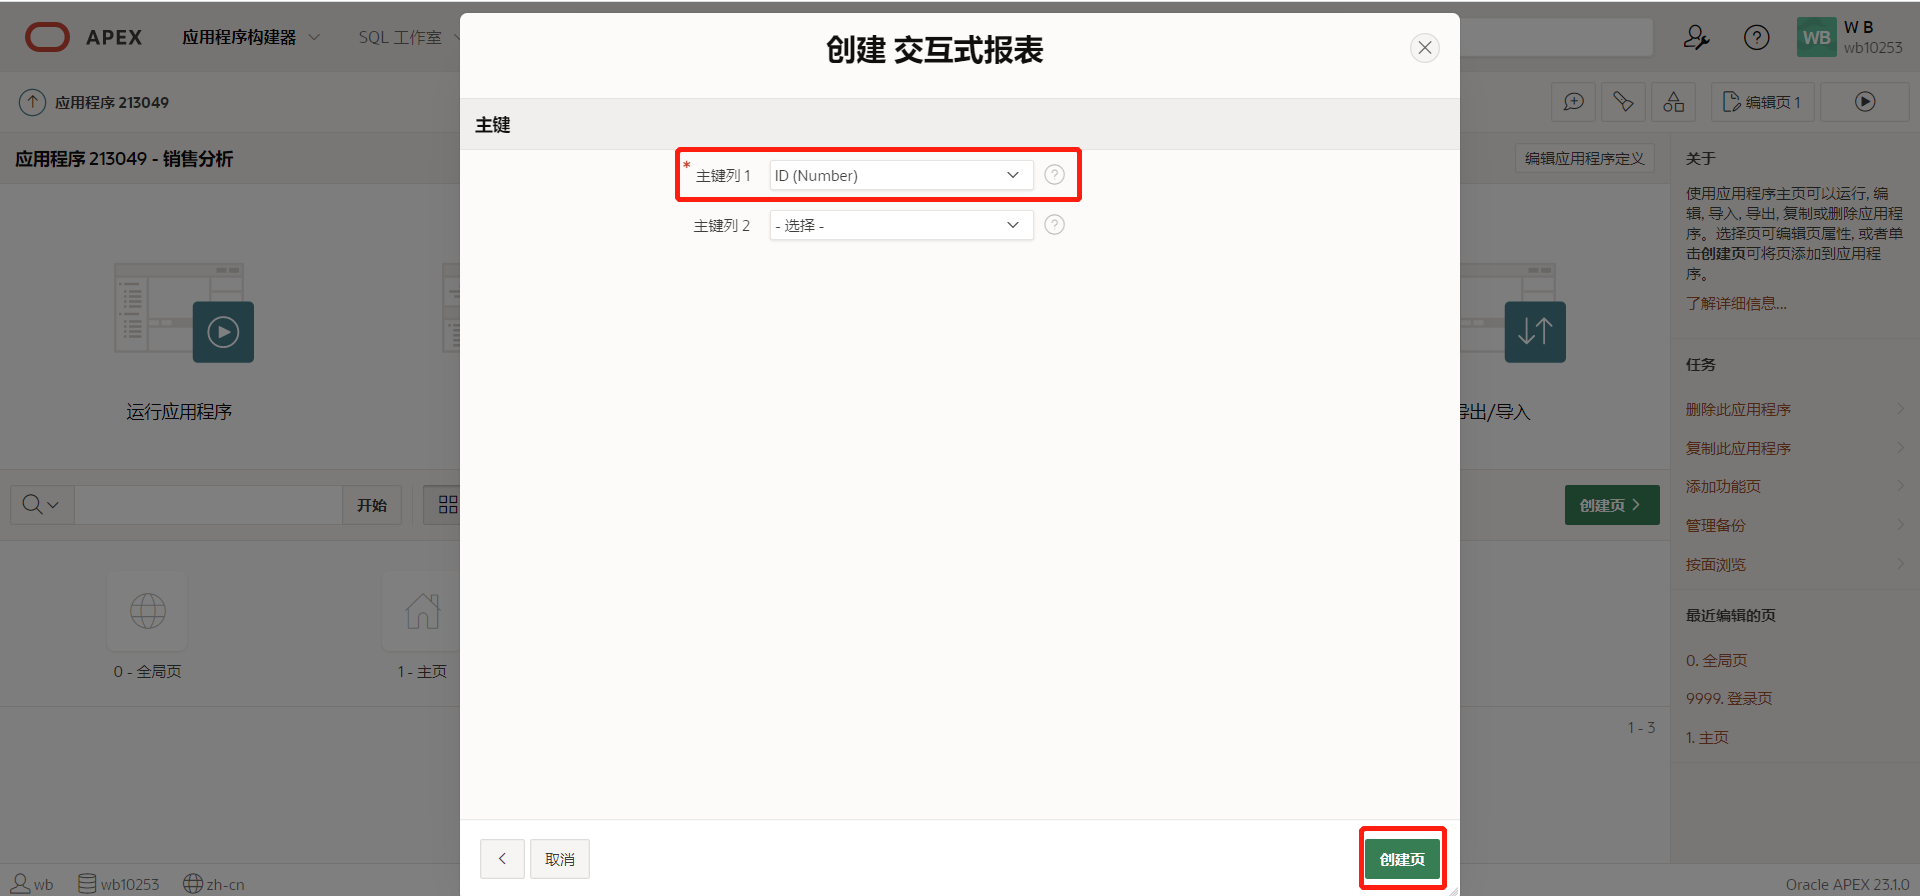 APEX
应用程序构建器
SQL 工作室
WB
W B
wb10253
应用程序 213049
编辑页 1
应用程序 213049 - 销售分析
编辑应用程序定义
运行应用程序
导出/导入
开始
创建页
0 - 全局页
1 - 主页
1 - 3
创建 交互式报表
主键
* 主键列 1
ID (Number)
?
主键列 2
- 选择 -
?
取消
创建页
关于
使用应用程序主页可以运行, 编
辑, 导入, 导出, 复制或删除应用程
序。选择页可编辑页属性, 或者单
击创建页可将页添加到应用程
序。
了解详细信息...
任务
删除此应用程序
复制此应用程序
添加功能页
管理备份
按面浏览
最近编辑的页
0. 全局页
9999. 登录页
1. 主页
wb
wb10253
zh-cn
Oracle APEX 23.1.0